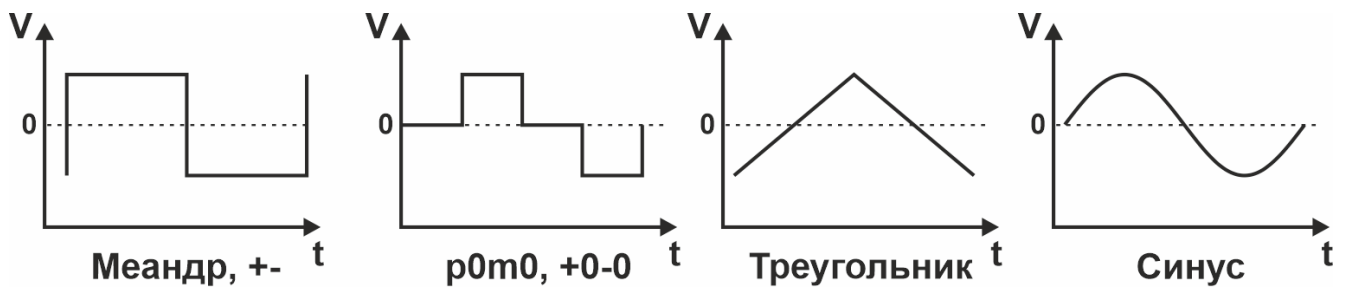 V
0
t
Меандр, +-
V
0
t
p0m0, +0-0
V
0
t
Треугольник
V
0
t
Синус